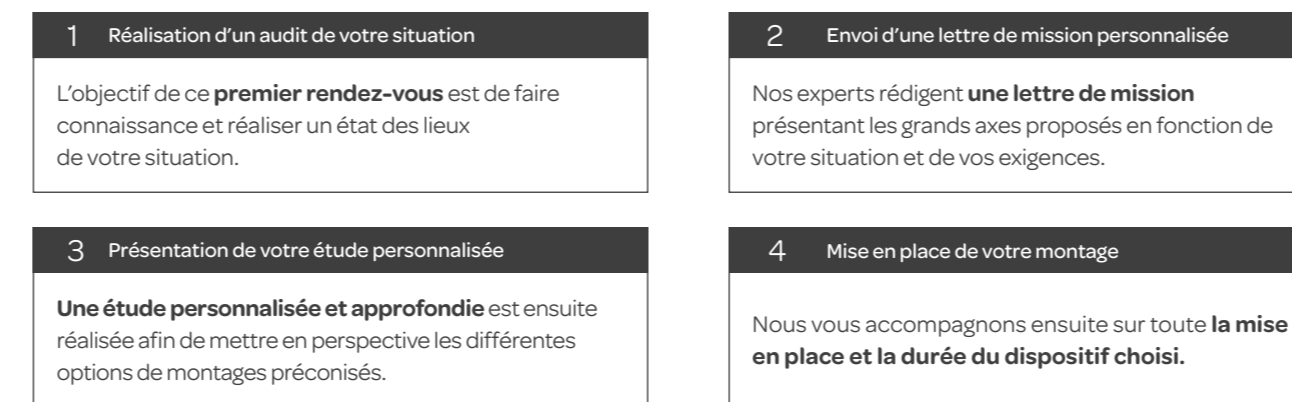 1 Réalisation d’un audit de votre situation
L’objectif de ce premier rendez-vous est de faire
connaissance et réaliser un état des lieux
de votre situation.
2 Envoi d’une lettre de mission personnalisée
Nos experts rédigent une lettre de mission
présentant les grands axes proposés en fonction de
votre situation et de vos exigences.
3 Présentation de votre étude personnalisée
Une étude personnalisée et approfondie est ensuite
réalisée afin de mettre en perspective les différentes
options de montages préconisés.
4 Mise en place de votre montage
Nous vous accompagnons ensuite sur toute la mise
en place et la durée du dispositif choisi.